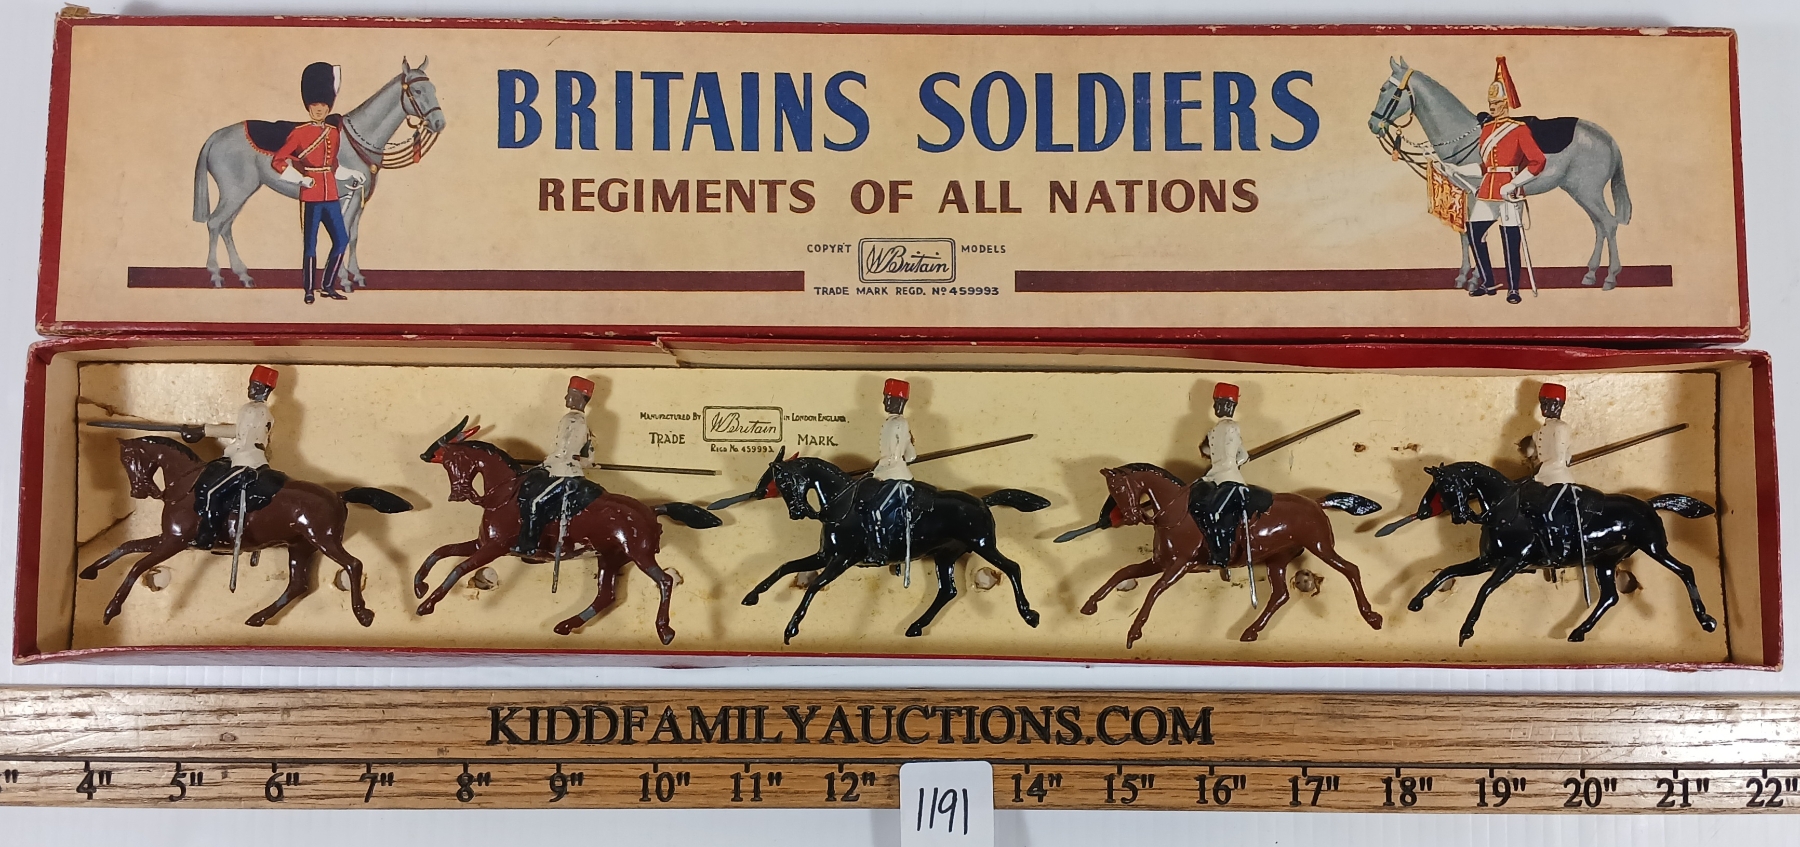 BRITAINS SOLDIERS
REGIMENTS OF ALL NATIONS
COPYR'T WBritain MODELS
TRADE MARK REGD. Nº 459993
MANUFACTURED BY WBritain IN LONDON ENGLAND.
TRADE MARK
REGD No. 459993
KIDDFAMILYAUCTIONS.COM
4" 5" 6" 7" 8" 9" 10" 11" 12" 14" 15" 16" 17" 18" 19" 20" 21" 22"
1191